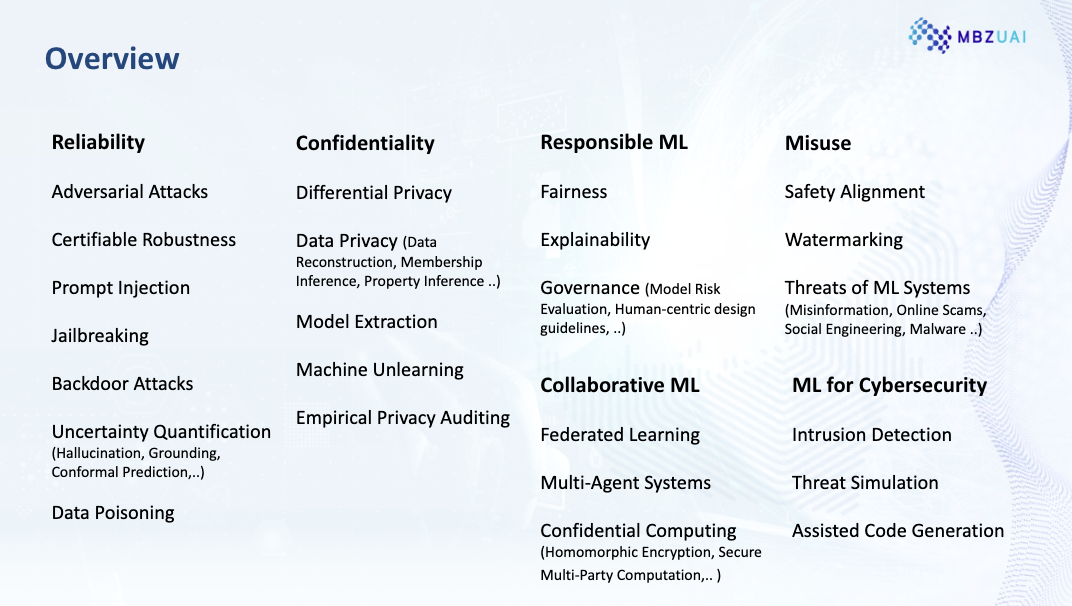 Overview
MBZUAI
Reliability
Adversarial Attacks
Certifiable Robustness
Prompt Injection
Jailbreaking
Backdoor Attacks
Uncertainty Quantification
(Hallucination, Grounding,
Conformal Prediction,..)
Data Poisoning
Confidentiality
Differential Privacy
Data Privacy (Data
Reconstruction, Membership
Inference, Property Inference ..)
Model Extraction
Machine Unlearning
Empirical Privacy Auditing
Responsible ML
Fairness
Explainability
Governance (Model Risk
Evaluation, Human-centric design
guidelines, ..)
Collaborative ML
Federated Learning
Multi-Agent Systems
Confidential Computing
(Homomorphic Encryption, Secure
Multi-Party Computation,.. )
Misuse
Safety Alignment
Watermarking
Threats of ML Systems
(Misinformation, Online Scams,
Social Engineering, Malware ..)
ML for Cybersecurity
Intrusion Detection
Threat Simulation
Assisted Code Generation